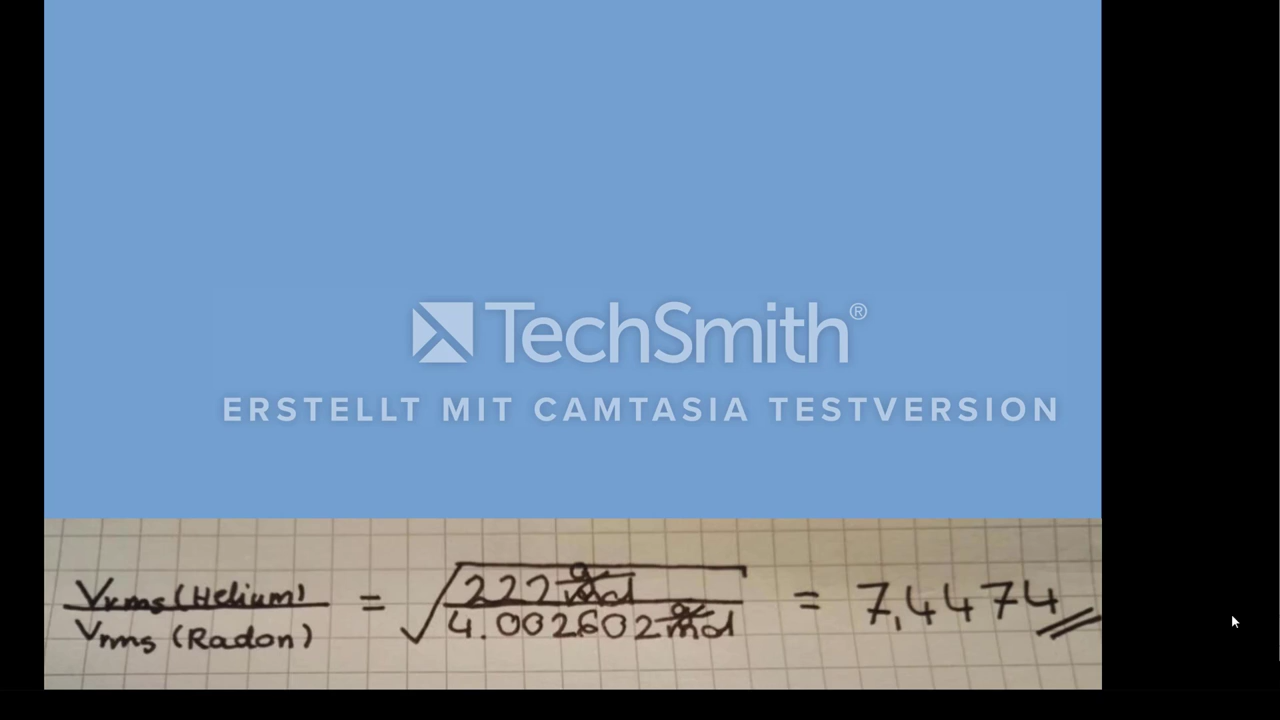 TechSmith®
ERSTELLT MIT CAMTASIA TESTVERSION
Vrms (Helium) / Vrms (Radon) = √(222 g/mol / 4.002602 g/mol) = 7,4474